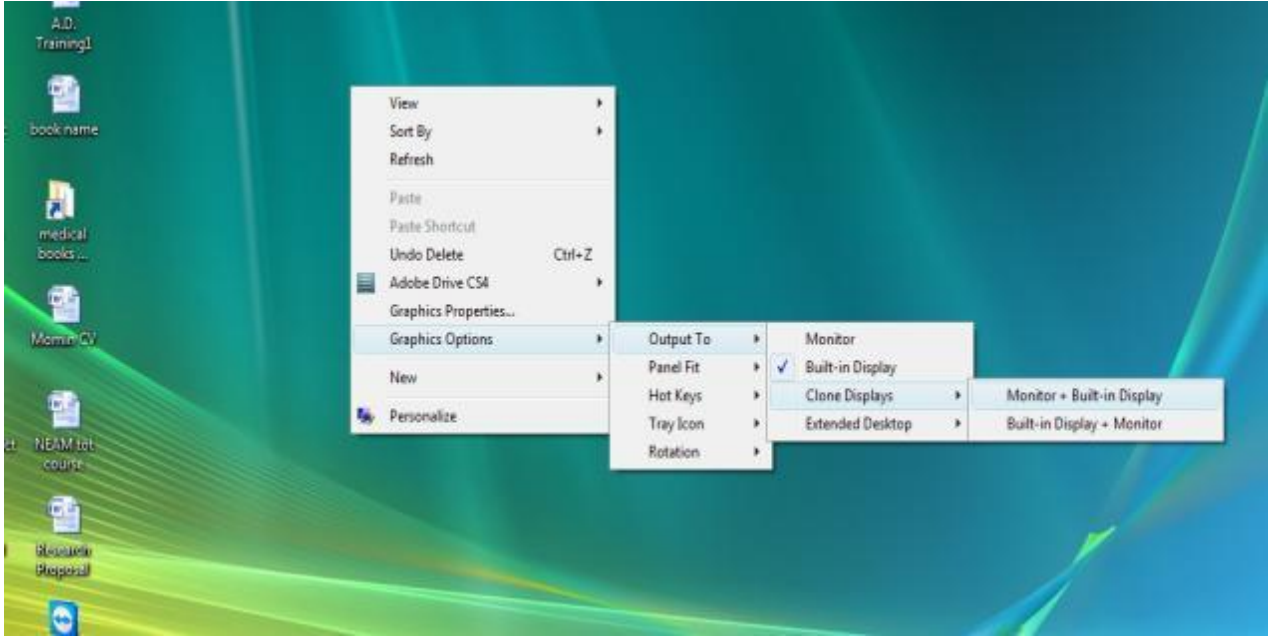 A.D.
Training1
book name
medical
books ...
Momin CV
NEAM tot
course
Research
Proposal
View
Sort By
Refresh
Paste
Paste Shortcut
Undo Delete Ctrl+Z
Adobe Drive CS4
Graphics Properties...
Graphics Options
New
Personalize
Output To
Panel Fit
Hot Keys
Tray Icon
Rotation
Monitor
Built-in Display
Clone Displays
Extended Desktop
Monitor + Built-in Display
Built-in Display + Monitor